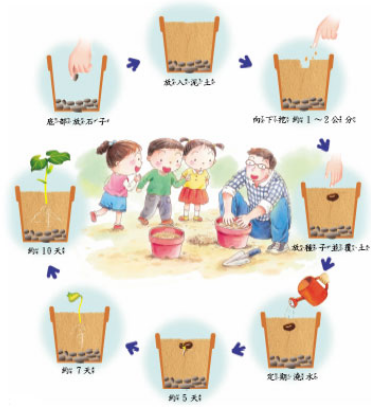 底部放石子
放入泥土
向下挖約1～2公分
放種子並覆土
定期澆水
約5天
約7天
約10天